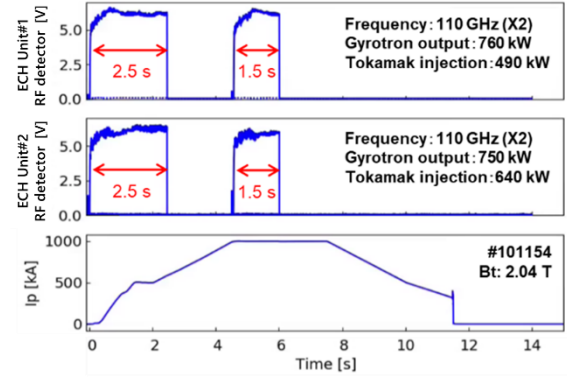 ECH Unit#1
RF detector [V]
5.0
2.5
0.0
2.5 s
1.5 s
Frequency:110 GHz (X2)
Gyrotron output:760 kW
Tokamak injection:490 kW
ECH Unit#2
RF detector [V]
5.0
2.5
0.0
2.5 s
1.5 s
Frequency:110 GHz (X2)
Gyrotron output:750 kW
Tokamak injection:640 kW
Ip [kA]
1000
500
0
#101154
Bt: 2.04 T
0 2 4 6 8 10 12 14
Time [s]